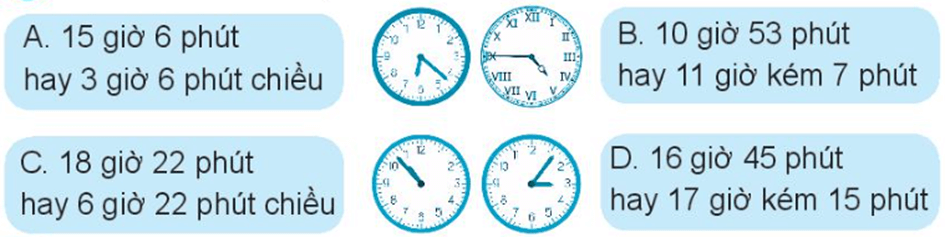 A. 15 giờ 6 phút
hay 3 giờ 6 phút chiều
B. 10 giờ 53 phút
hay 11 giờ kém 7 phút
C. 18 giờ 22 phút
hay 6 giờ 22 phút chiều
D. 16 giờ 45 phút
hay 17 giờ kém 15 phút